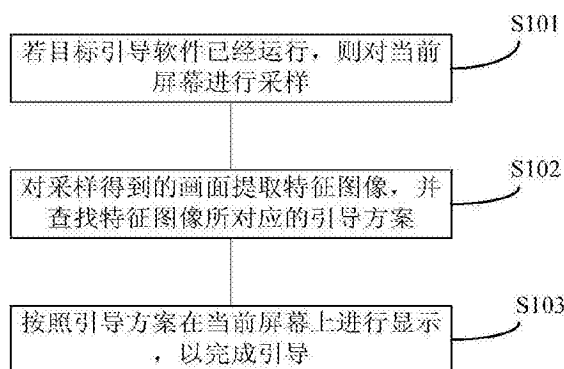 S101
若目标引导软件已经运行，则对当前
屏幕进行采样
S102
对采样得到的画面提取特征图像，并
查找特征图像所对应的引导方案
S103
按照引导方案在当前屏幕上进行显示
，以完成引导